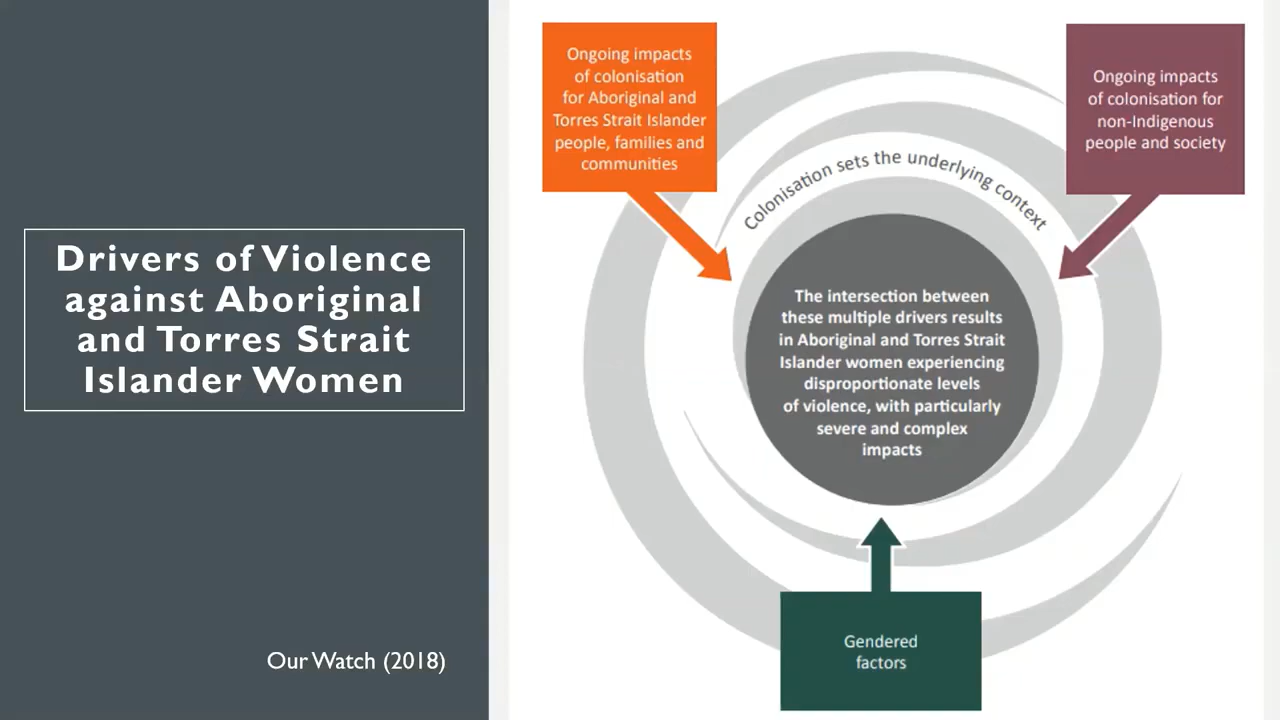 Drivers of Violence
against Aboriginal
and Torres Strait
Islander Women
Our Watch (2018)
Ongoing impacts
of colonisation
for Aboriginal and
Torres Strait Islander
people, families and
communities
Ongoing impacts
of colonisation for
non-Indigenous
people and society
Colonisation sets the underlying context
The intersection between
these multiple drivers results
in Aboriginal and Torres Strait
Islander women experiencing
disproportionate levels
of violence, with particularly
severe and complex
impacts
Gendered
factors